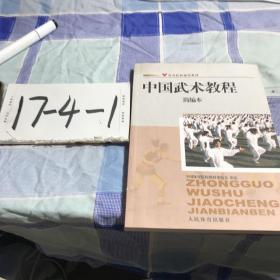 17-4-1
中国武术教程
简编本
ZHONGGUO
WUSHU
JIAOCHENG
JIANBIANBEN
人民体育出版社